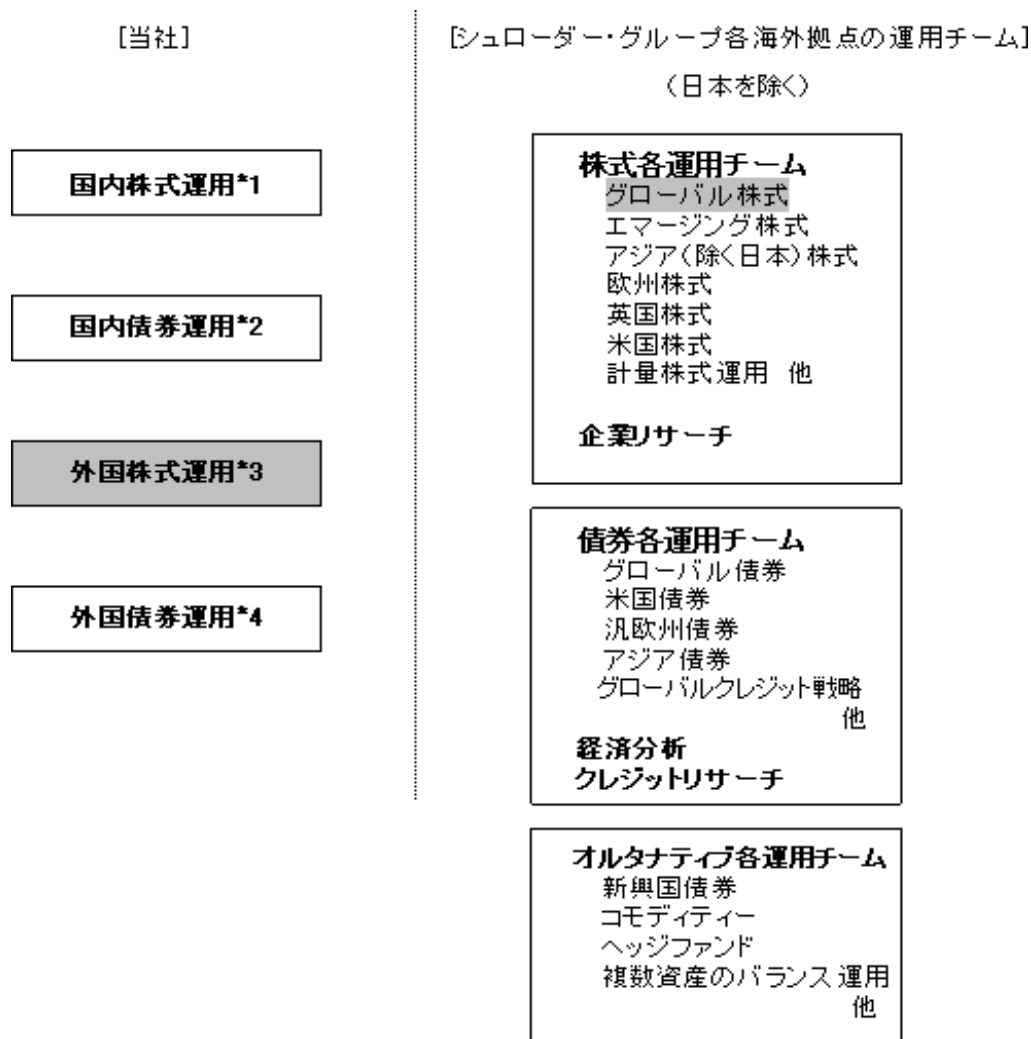 [当社]
[シュローダー・グループ各海外拠点の運用チーム]
(日本を除く)
国内株式運用*1
国内債券運用*2
外国株式運用*3
外国債券運用*4
株式各運用チーム
グローバル株式
エマージング株式
アジア(除く日本)株式
欧州株式
英国株式
米国株式
計量株式運用 他
企業リサーチ
債券各運用チーム
グローバル債券
米国債券
汎欧州債券
アジア債券
グローバルクレジット戦略
他
経済分析
クレジットリサーチ
オルタナティブ各運用チーム
新興国債券
コモディティー
ヘッジファンド
複数資産のバランス運用
他